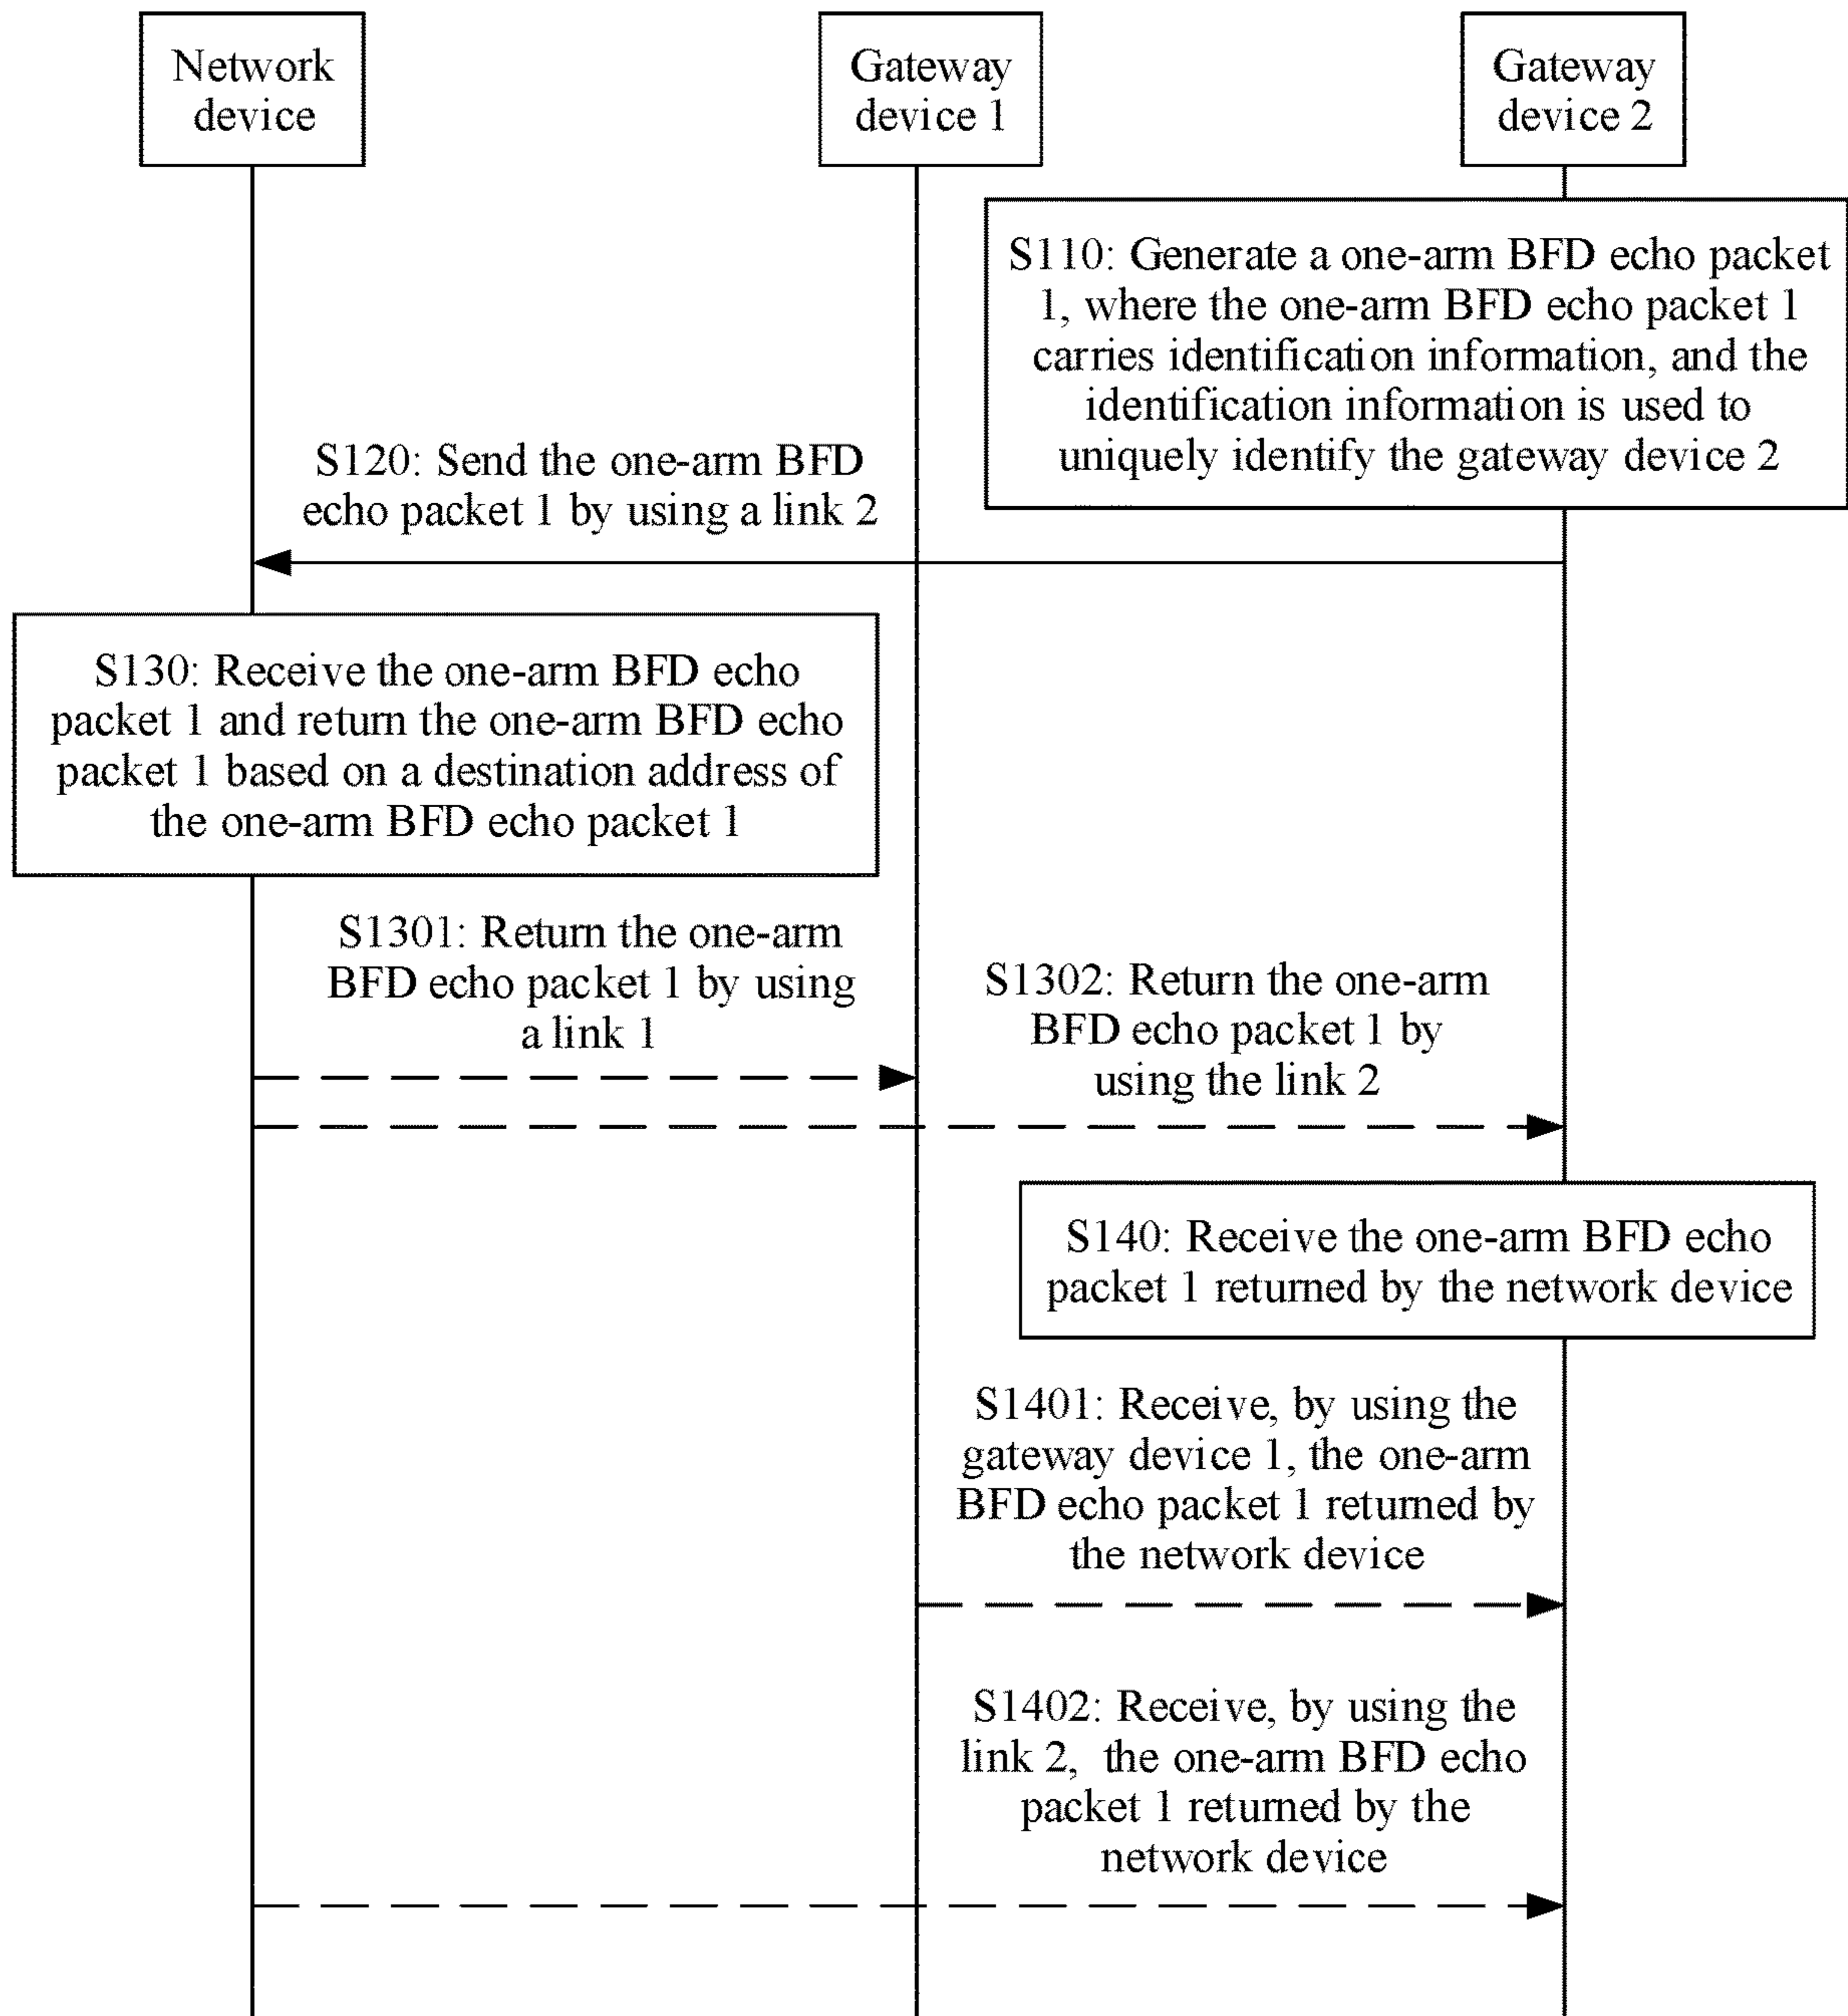 Network
device
Gateway
device 1
Gateway
device 2
S110: Generate a one-arm BFD echo packet
1, where the one-arm BFD echo packet 1
carries identification information, and the
identification information is used to
uniquely identify the gateway device 2
S120: Send the one-arm BFD
echo packet 1 by using a link 2
S130: Receive the one-arm BFD echo
packet 1 and return the one-arm BFD echo
packet 1 based on a destination address of
the one-arm BFD echo packet 1
S1301: Return the one-arm
BFD echo packet 1 by using
a link 1
S1302: Return the one-arm
BFD echo packet 1 by
using the link 2
S140: Receive the one-arm BFD echo
packet 1 returned by the network device
S1401: Receive, by using the
gateway device 1, the one-arm
BFD echo packet 1 returned by
the network device
S1402: Receive, by using the
link 2, the one-arm BFD echo
packet 1 returned by the
network device